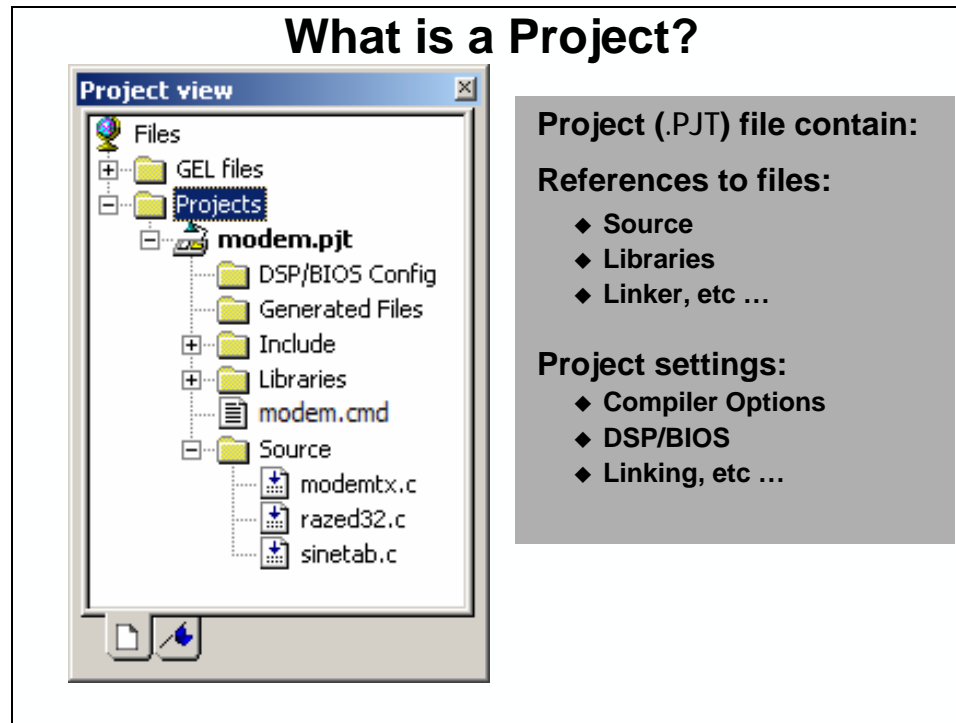 What is a Project?
Project view
Files
GEL files
Projects
modem.pjt
DSP/BIOS Config
Generated Files
Include
Libraries
modem.cmd
Source
modemtx.c
razed32.c
sinetab.c
Project (.PJT) file contain:
References to files:
◆ Source
◆ Libraries
◆ Linker, etc …
Project settings:
◆ Compiler Options
◆ DSP/BIOS
◆ Linking, etc …